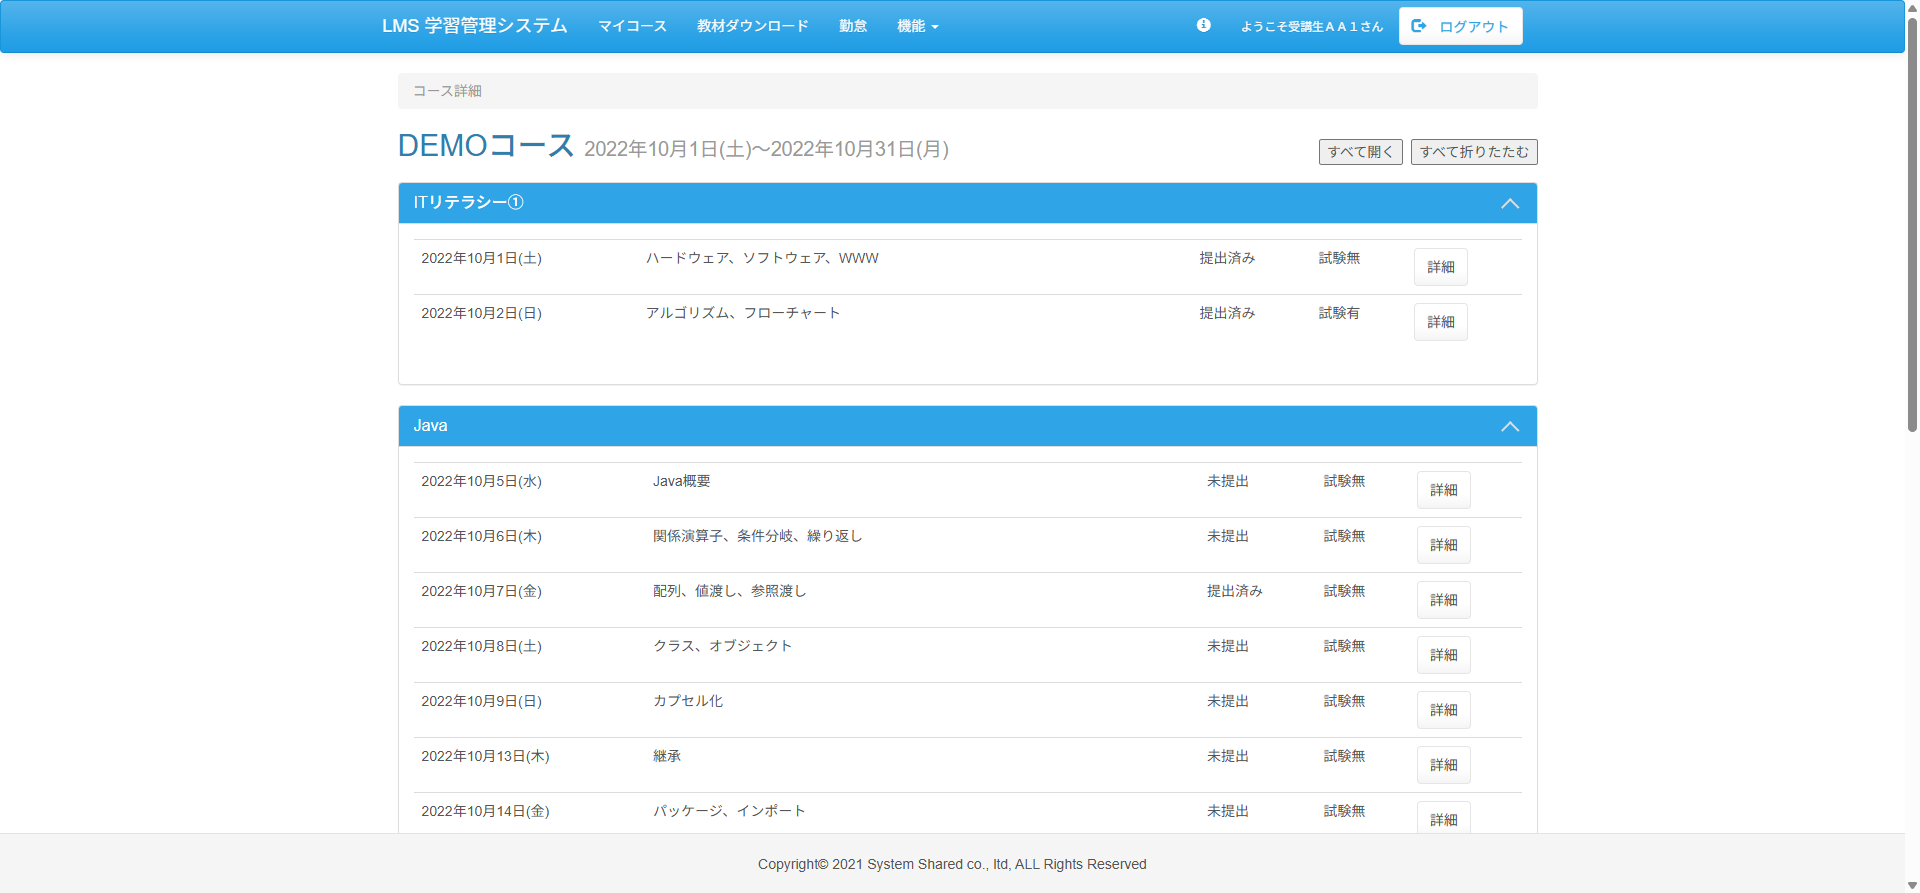 LMS 学習管理システム マイコース 教材ダウンロード 勤怠 機能 ようこそ受講生ＡＡ１さん ログアウト
コース詳細
DEMOコース 2022年10月1日(土)～2022年10月31日(月) すべて開く すべて折りたたむ
ITリテラシー①
2022年10月1日(土) ハードウェア、ソフトウェア、WWW 提出済み 試験無 詳細
2022年10月2日(日) アルゴリズム、フローチャート 提出済み 試験有 詳細
Java
2022年10月5日(水) Java概要 未提出 試験無 詳細
2022年10月6日(木) 関係演算子、条件分岐、繰り返し 未提出 試験無 詳細
2022年10月7日(金) 配列、値渡し、参照渡し 提出済み 試験無 詳細
2022年10月8日(土) クラス、オブジェクト 未提出 試験無 詳細
2022年10月9日(日) カプセル化 未提出 試験無 詳細
2022年10月13日(木) 継承 未提出 試験無 詳細
2022年10月14日(金) パッケージ、インポート 未提出 試験無 詳細
Copyright© 2021 System Shared co., ltd, ALL Rights Reserved